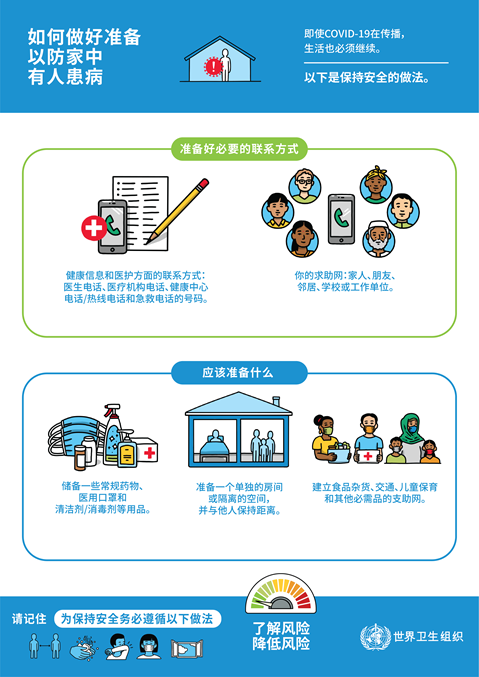 如何做好准备
以防家中
有人患病
即使COVID-19在传播,
生活也必须继续。
以下是保持安全的做法。
准备好必要的联系方式
健康信息和医护方面的联系方式:
医生电话、医疗机构电话、健康中心
电话/热线电话和急救电话的号码。
你的求助网:家人、朋友、
邻居、学校或工作单位。
应该准备什么
储备一些常规药物、
医用口罩和
清洁剂/消毒剂等用品。
准备一个单独的房间
或隔离的空间,
并与他人保持距离。
建立食品杂货、交通、儿童保育
和其他必需品的支助网。
请记住
为保持安全务必遵循以下做法
了解风险
降低风险
世界卫生组织